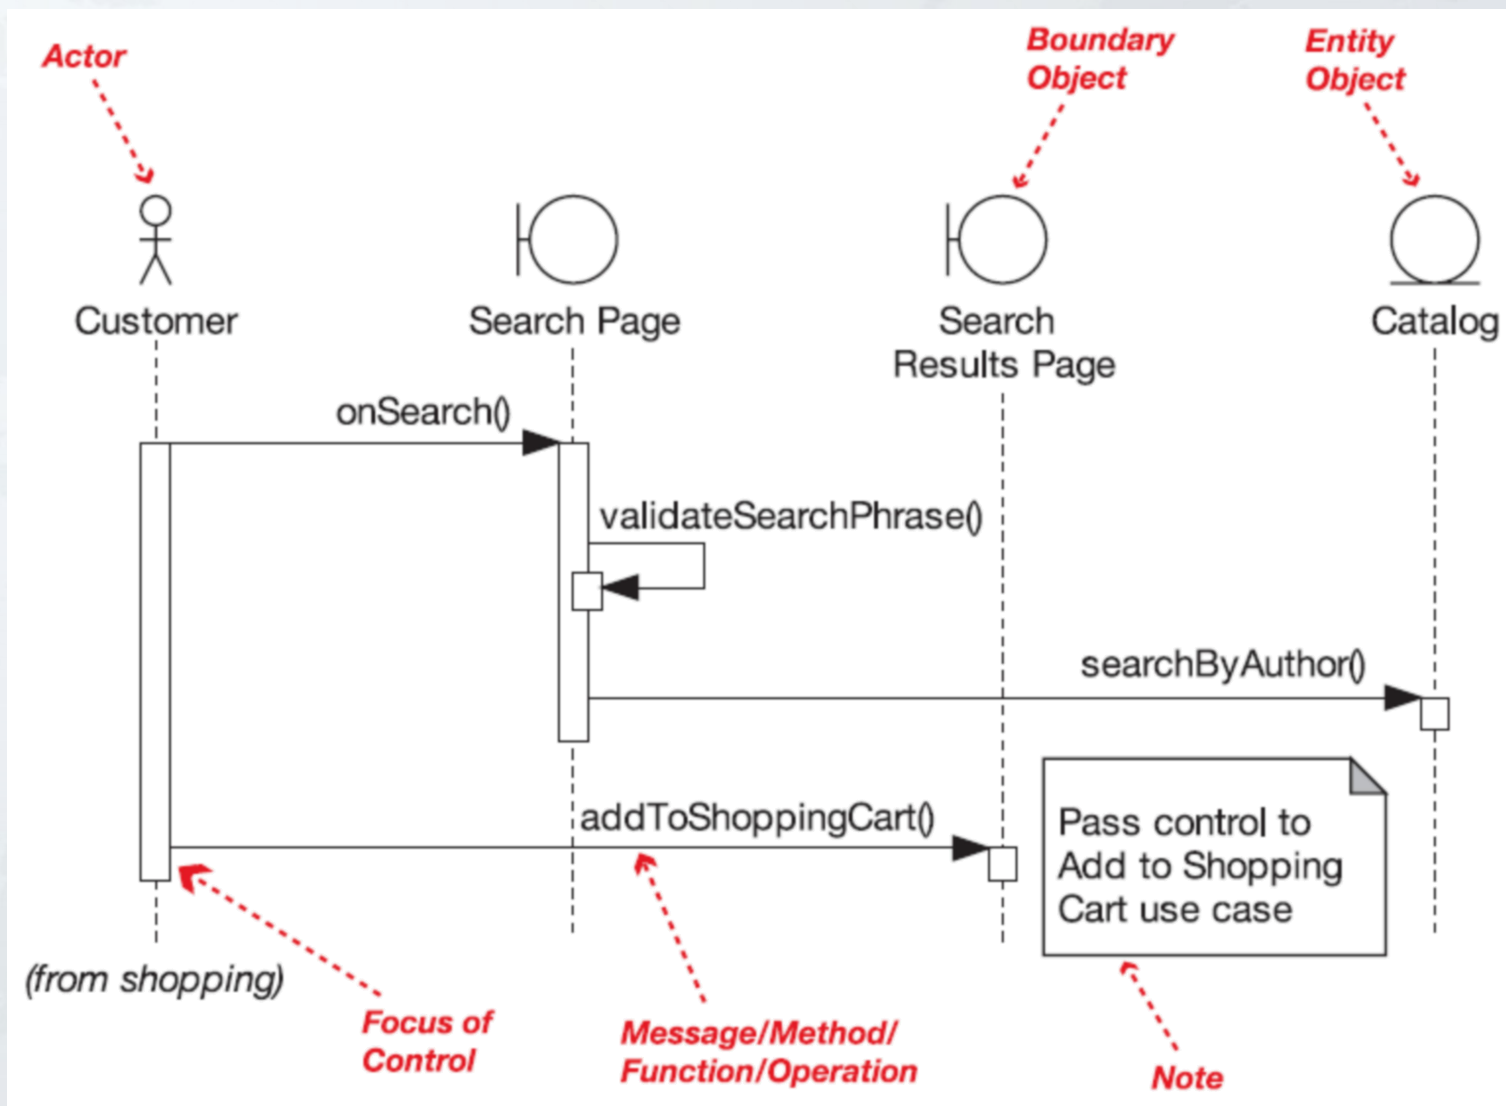 Actor
Boundary
Object
Entity
Object
Customer
Search Page
Search
Results Page
Catalog
onSearch()
validateSearchPhrase()
searchByAuthor()
addToShoppingCart()
Pass control to
Add to Shopping
Cart use case
(from shopping)
Focus of
Control
Message/Method/
Function/Operation
Note